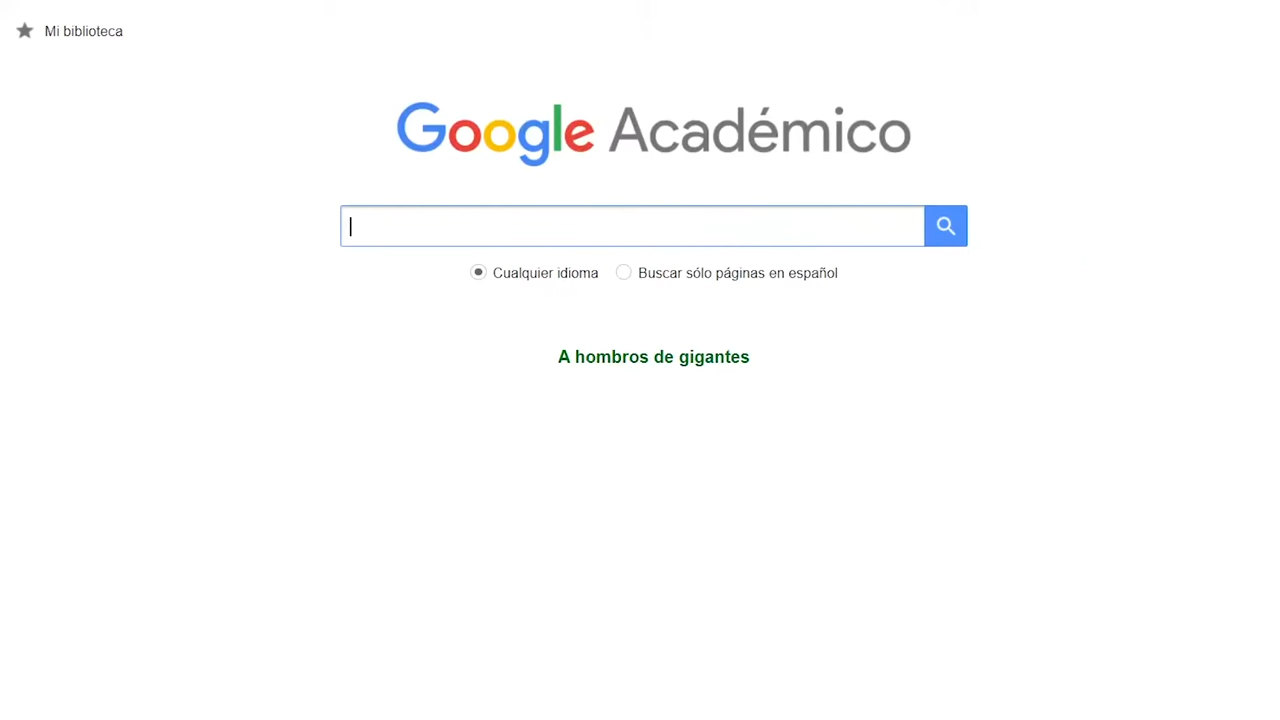 Mi biblioteca
Google Académico
Cualquier idioma Buscar sólo páginas en español
A hombros de gigantes